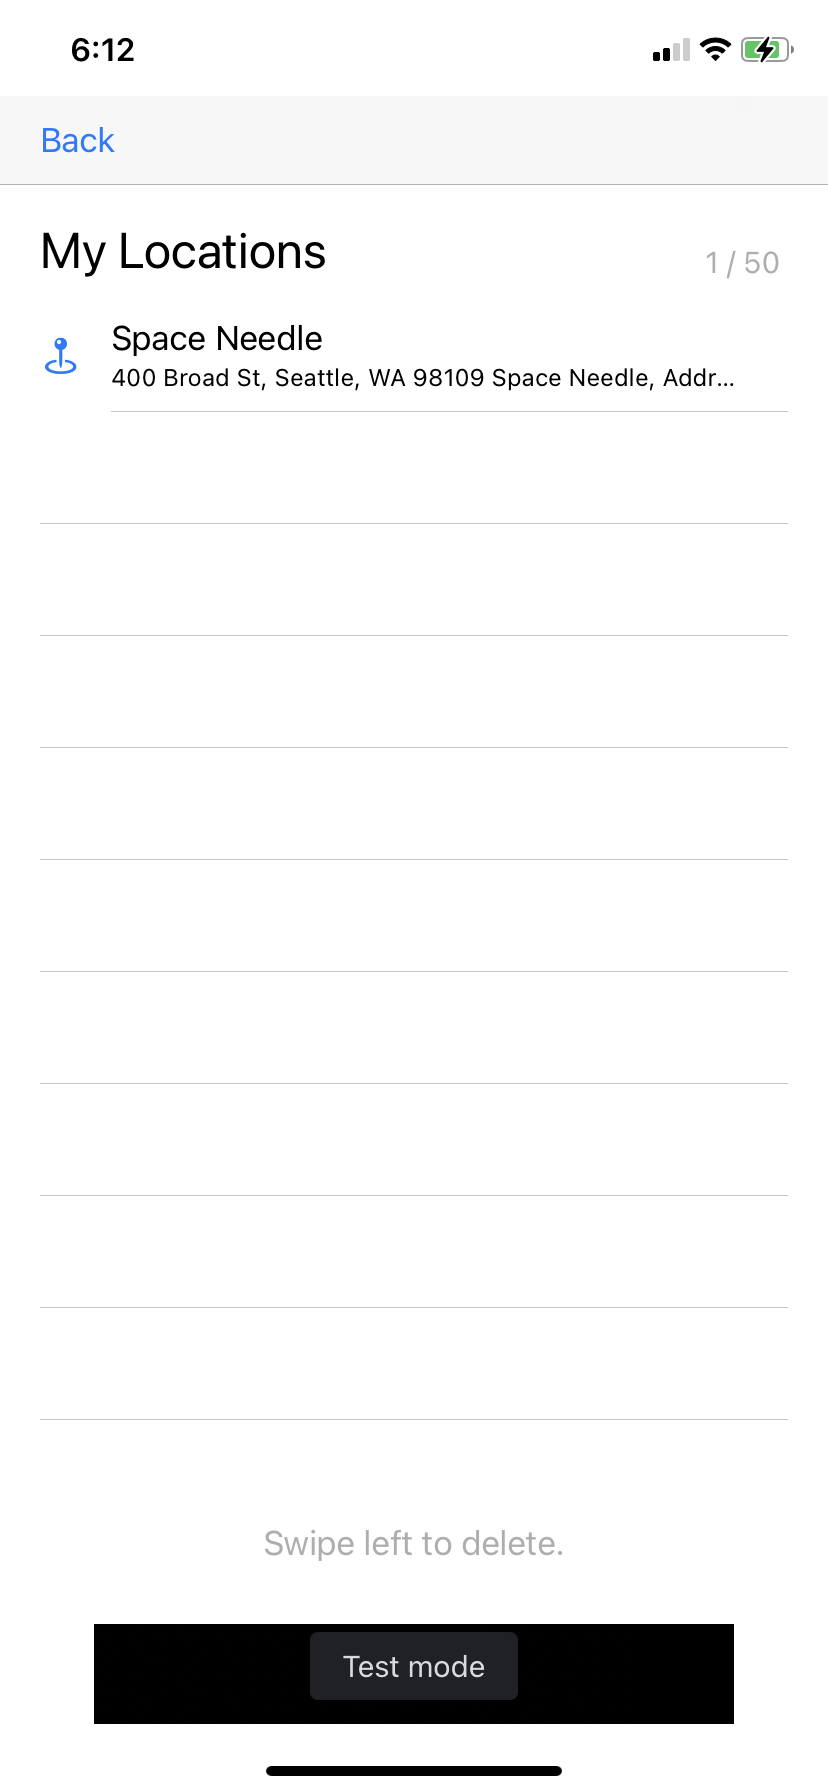 6:12
Back
My Locations
1 / 50
Space Needle
400 Broad St, Seattle, WA 98109 Space Needle, Addr...
Swipe left to delete.
Test mode